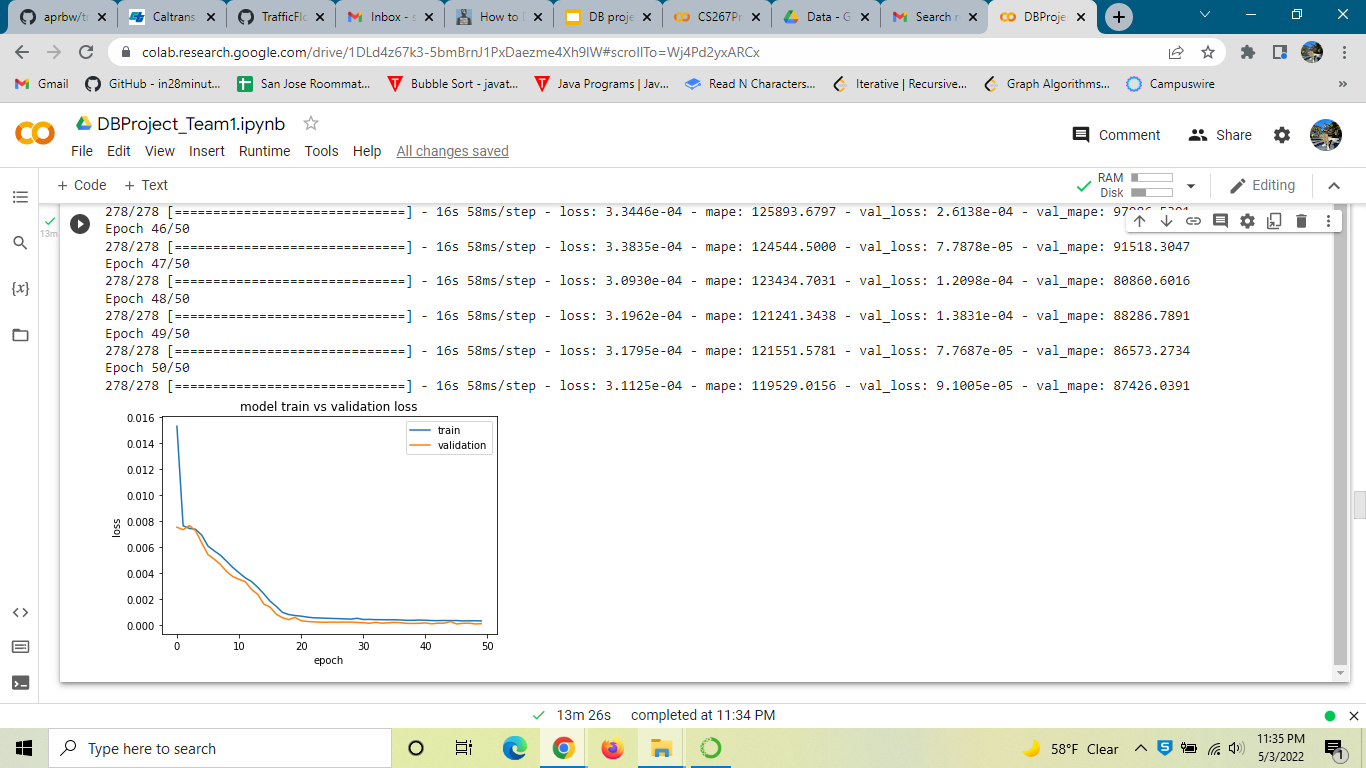 aprbw/tr
Caltrans
TrafficFlo
Inbox - s
How to
DB proje
CS267Pr
Data - G
Search r
DBProje
colab.research.google.com/drive/1DLd4z67k3-5bmBrnJ1PxDaezme4Xh9lW#scrollTo=Wj4Pd2yxARCx
Gmail
GitHub - in28minut...
San Jose Roommat...
Bubble Sort - javat...
Java Programs | Jav...
Read N Characters...
Iterative | Recursive...
Graph Algorithms...
Campuswire
»
DBProject_Team1.ipynb
Comment
Share
File Edit View Insert Runtime Tools Help All changes saved
+ Code + Text
RAM
Disk
Editing
13m
278/278 [==============================] - 16s 58ms/step - loss: 3.3446e-04 - mape: 125893.6797 - val_loss: 2.6138e-04 - val_mape:
Epoch 46/50
278/278 [==============================] - 16s 58ms/step - loss: 3.3835e-04 - mape: 124544.5000 - val_loss: 7.7878e-05 - val_mape: 91518.3047
Epoch 47/50
278/278 [==============================] - 16s 58ms/step - loss: 3.0930e-04 - mape: 123434.7031 - val_loss: 1.2098e-04 - val_mape: 80860.6016
Epoch 48/50
278/278 [==============================] - 16s 58ms/step - loss: 3.1962e-04 - mape: 121241.3438 - val_loss: 1.3831e-04 - val_mape: 88286.7891
Epoch 49/50
278/278 [==============================] - 16s 58ms/step - loss: 3.1795e-04 - mape: 121551.5781 - val_loss: 7.7687e-05 - val_mape: 86573.2734
Epoch 50/50
278/278 [==============================] - 16s 58ms/step - loss: 3.1125e-04 - mape: 119529.0156 - val_loss: 9.1005e-05 - val_mape: 87426.0391
{x}
model train vs validation loss
train
validation
0.016
0.014
0.012
0.010
0.008
0.006
0.004
0.002
0.000
loss
0 10 20 30 40 50
epoch
13m 26s completed at 11:34 PM
Type here to search
58°F Clear
11:35 PM
5/3/2022
1